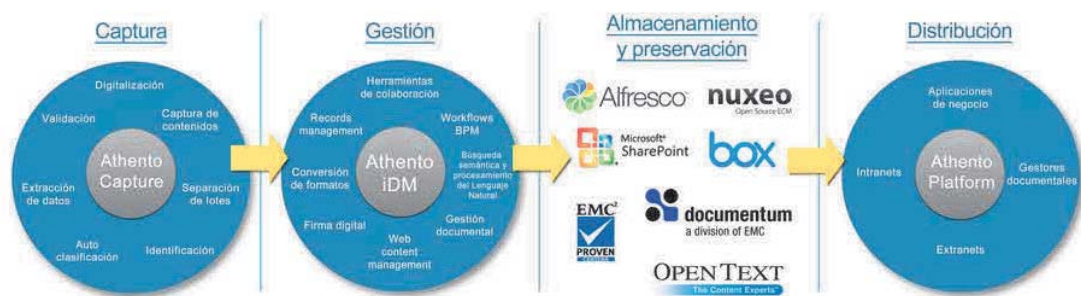 Captura
Digitalización
Validación
Captura de
contenidos
Athento
Capture
Extracción
de datos
Separación
de lotes
Auto
clasificación
Identificación
Gestión
Herramientas
de colaboración
Records
management
Workflows
BPM
Athento
iDM
Búsqueda
semántica y
procesamiento
del Lenguaje
Natural
Conversión
de formatos
Firma digital
Gestión
documental
Web
content
management
Almacenamiento
y preservación
Alfresco
nuxeo
Open Source ECM
Microsoft®
SharePoint
box
EMC²
PROVEN
documentum
a division of EMC
OPEN TEXT
The Content Experts™
Distribución
Aplicaciones
de negocio
Intranets
Athento
Platform
Gestores
documentales
Extranets